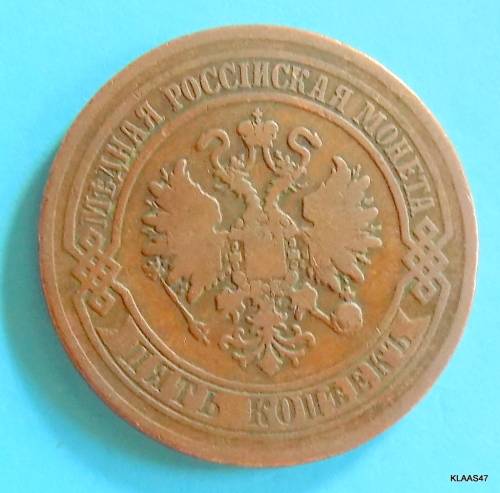 МѢДНАЯ РОССІЙСКАЯ МОНЕТА
ПЯТЬ КОПѢЕКЪ
KLAAS47